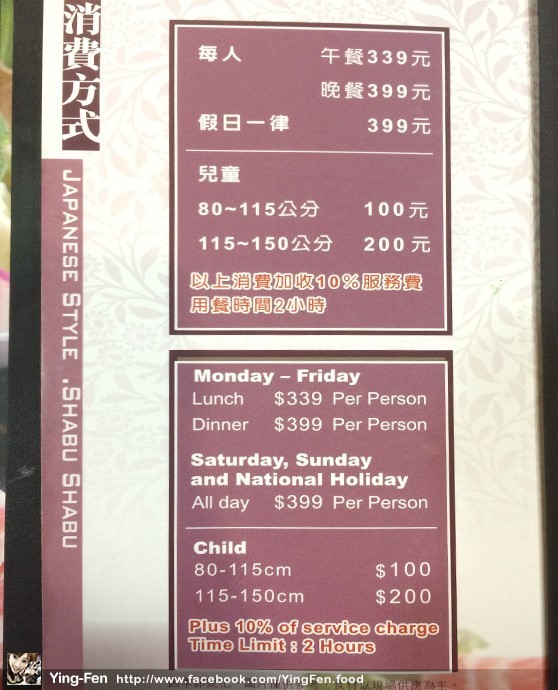 消費方式
JAPANESE STYLE .SHABU SHABU
每人 午餐339元
晚餐399元
假日一律 399元
兒童
80~115公分 100元
115~150公分 200元
以上消費加收10%服務費
用餐時間2小時
Monday – Friday
Lunch $339 Per Person
Dinner $399 Per Person
Saturday, Sunday
and National Holiday
All day $399 Per Person
Child
80-115cm $100
115-150cm $200
Plus 10% of service charge
Time Limit : 2 Hours
Ying-Fen http://www.facebook.com/YingFen.food